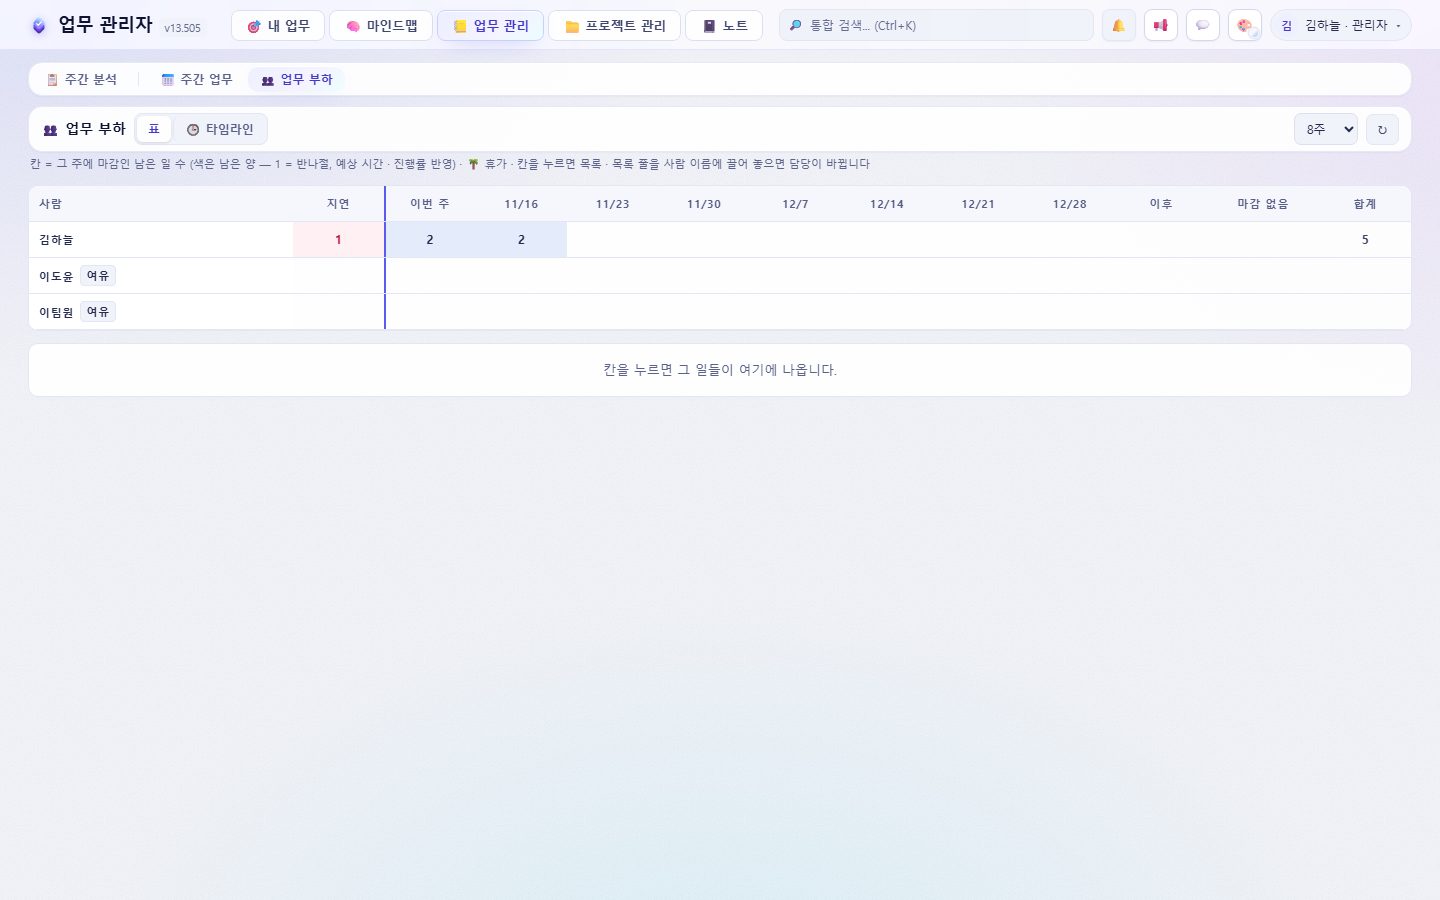 업무 관리자 v13.505 내 업무 마인드맵 업무 관리 프로젝트 관리 노트 통합 검색... (Ctrl+K) 김 김하늘 · 관리자
주간 분석 주간 업무 업무 부하
업무 부하 표 타임라인 8주
칸 = 그 주에 마감인 남은 일 수 (색은 남은 양 — 1 = 반나절, 예상 시간 · 진행률 반영) · 🌴 휴가 · 칸을 누르면 목록 · 목록 줄을 사람 이름에 끌어 놓으면 담당이 바뀝니다
사람 지연 이번 주 11/16 11/23 11/30 12/7 12/14 12/21 12/28 이후 마감 없음 합계
김하늘 1 2 2 5
이도윤 여유
이팀원 여유
칸을 누르면 그 일들이 여기에 나옵니다.